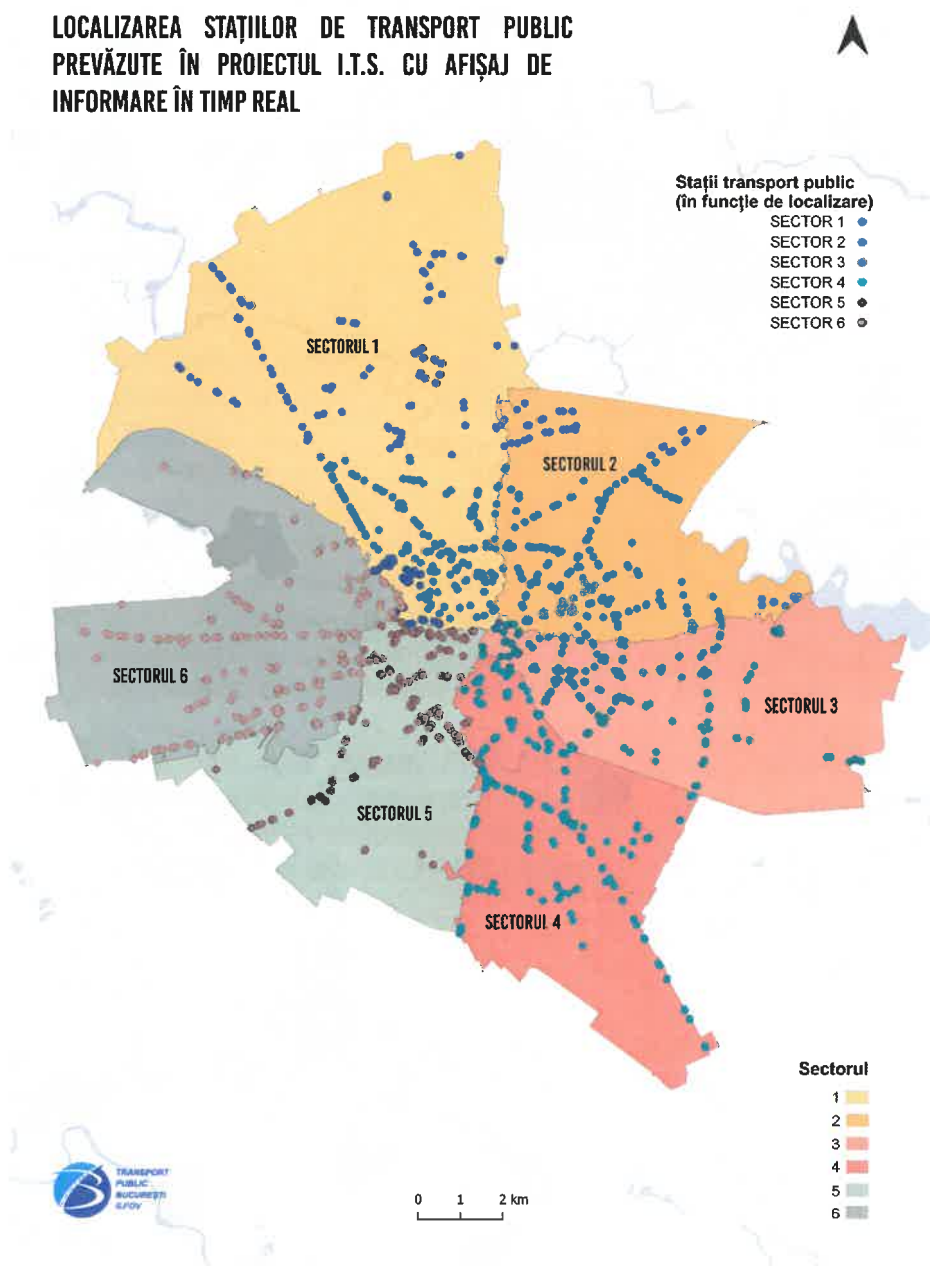 LOCALIZAREA STAȚIILOR DE TRANSPORT PUBLIC
PREVĂZUTE ÎN PROIECTUL I.T.S. CU AFIȘAJ DE
INFORMARE ÎN TIMP REAL
Stații transport public
(în funcție de localizare)
SECTOR 1
SECTOR 2
SECTOR 3
SECTOR 4
SECTOR 5
SECTOR 6
SECTORUL 1
SECTORUL 2
SECTORUL 6
SECTORUL 3
SECTORUL 5
SECTORUL 4
Sectorul
1
2
3
4
5
6
TRANSPORT
PUBLIC
BUCUREȘTI
ILFOV
0 1 2 km